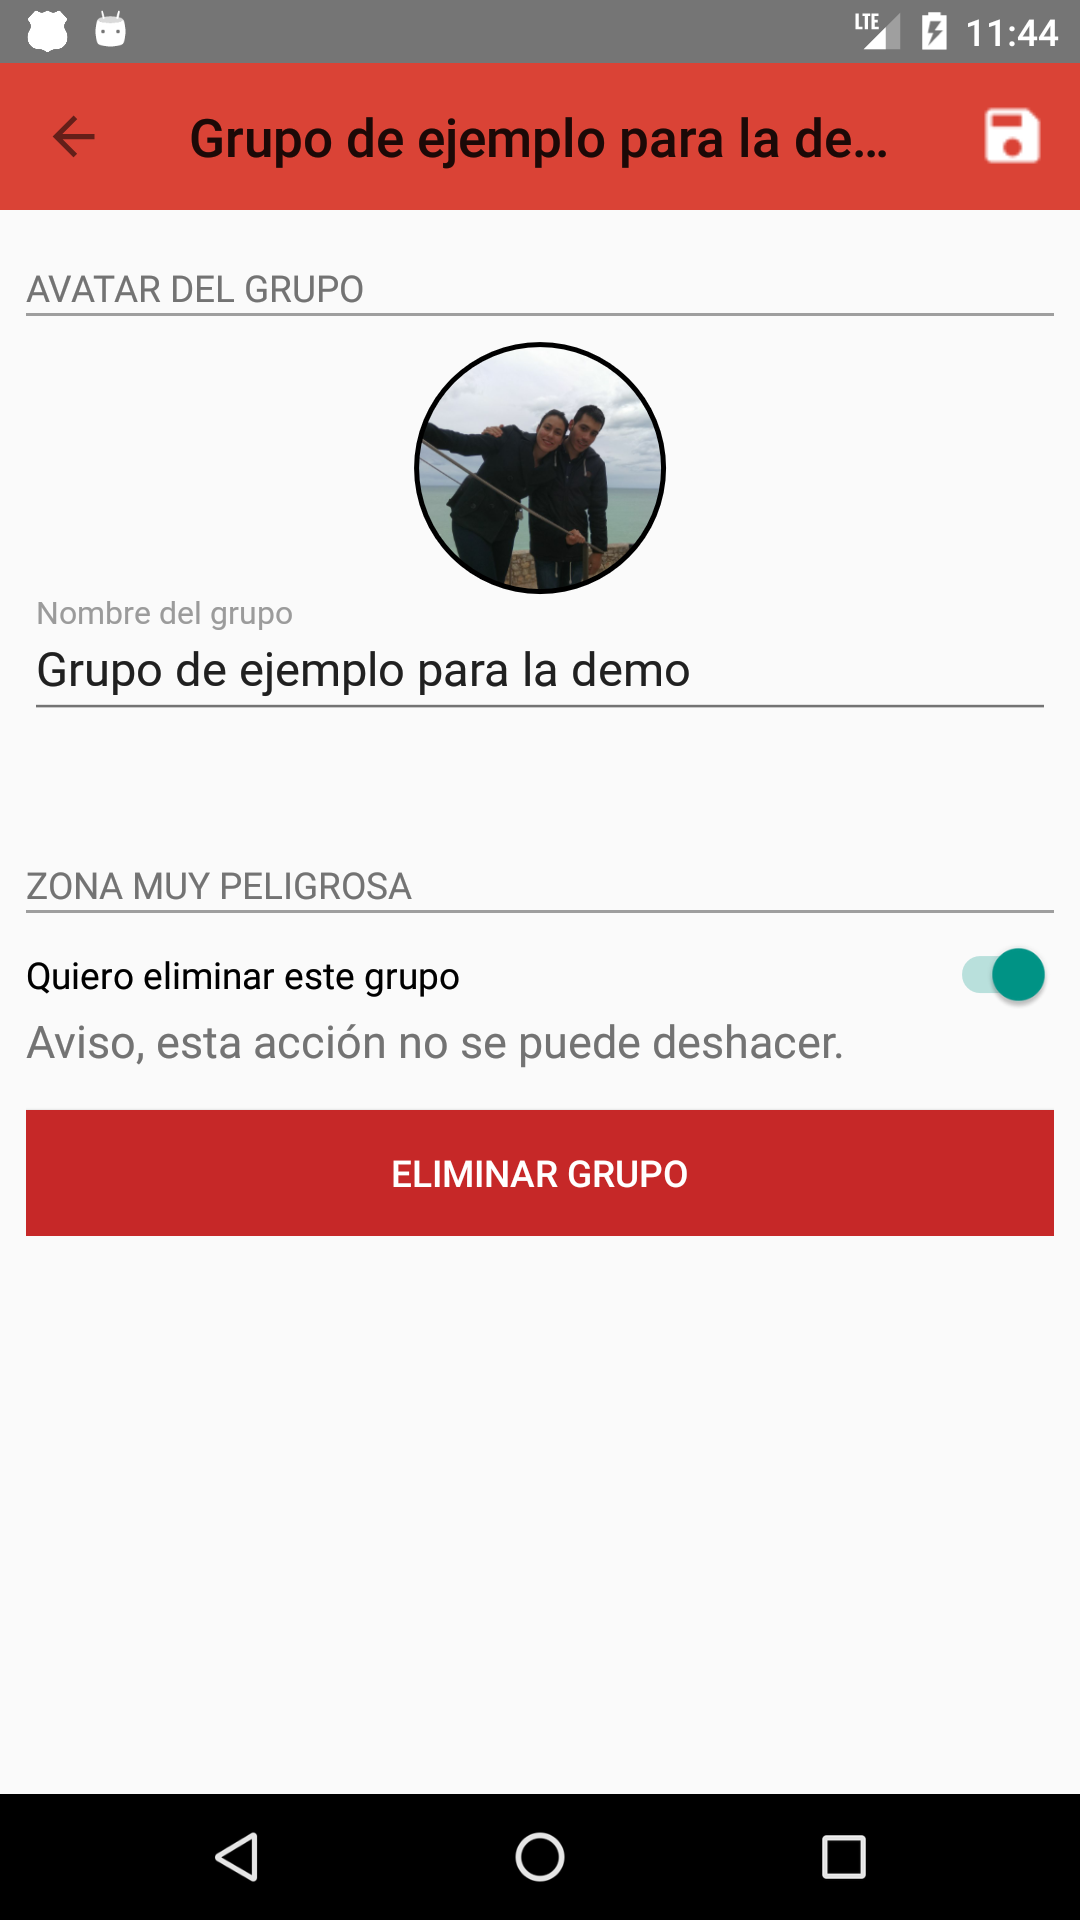 LTE 11:44
Grupo de ejemplo para la de...
AVATAR DEL GRUPO
Nombre del grupo
Grupo de ejemplo para la demo
ZONA MUY PELIGROSA
Quiero eliminar este grupo
Aviso, esta acción no se puede deshacer.
ELIMINAR GRUPO